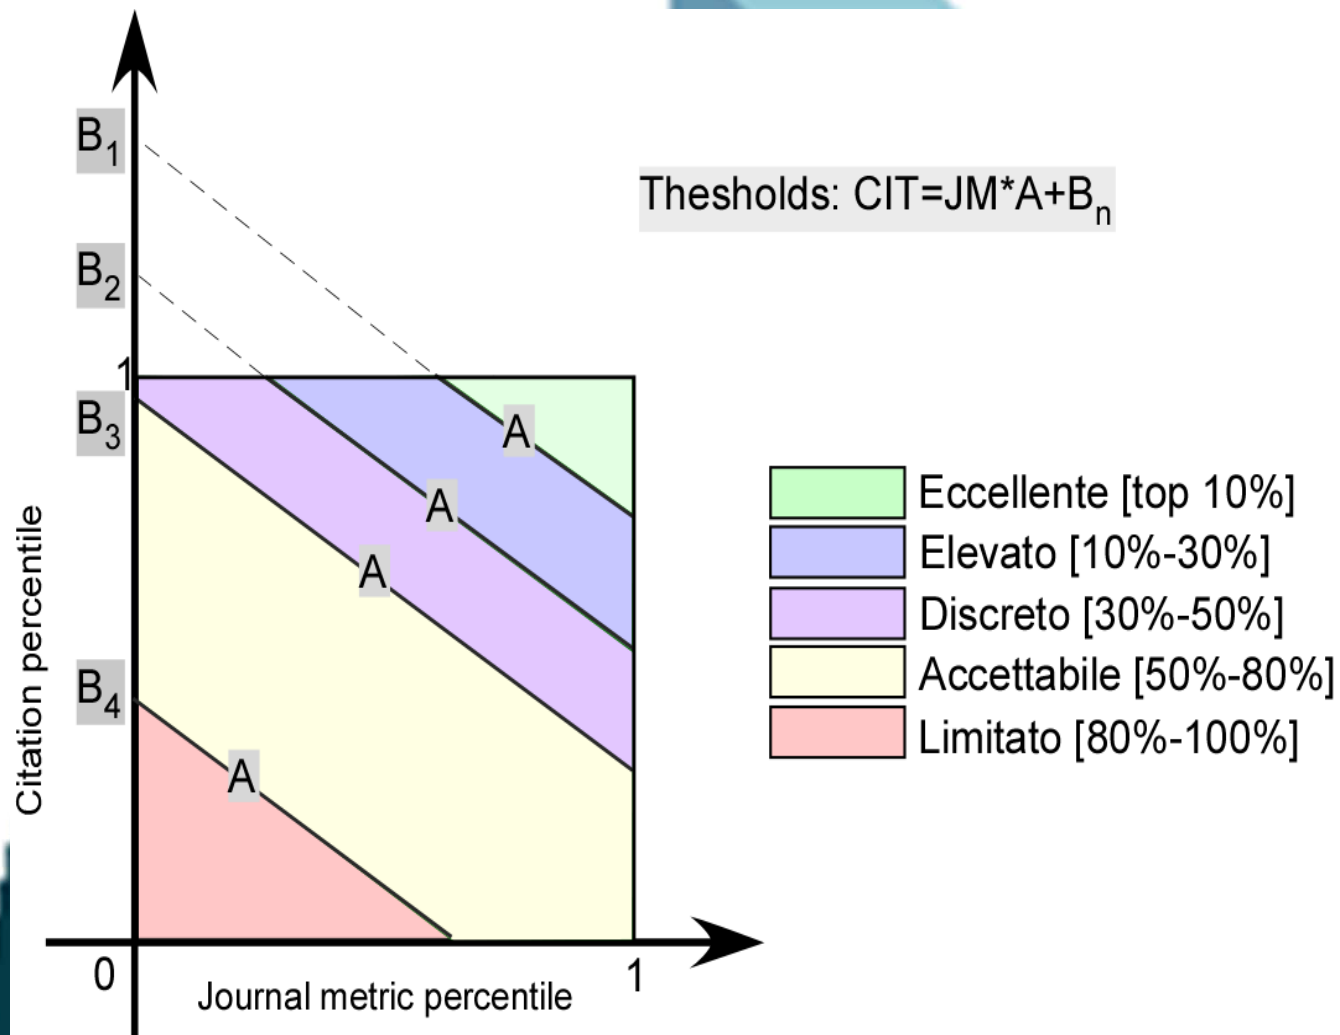 B1
Thesholds: CIT=JM*A+Bn
B2
1
B3
A
Eccellente [top 10%]
A
Elevato [10%-30%]
A
Discreto [30%-50%]
B4
Accettabile [50%-80%]
Limitato [80%-100%]
A
Citation percentile
0
Journal metric percentile
1